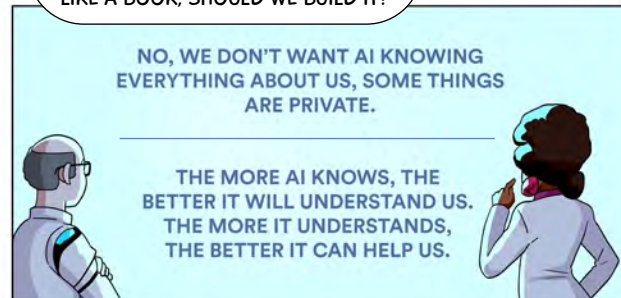 LIKE A BOOK, SHOULD WE BUILD IT?
NO, WE DON'T WANT AI KNOWING
EVERYTHING ABOUT US, SOME THINGS
ARE PRIVATE.
THE MORE AI KNOWS, THE
BETTER IT WILL UNDERSTAND US.
THE MORE IT UNDERSTANDS,
THE BETTER IT CAN HELP US.